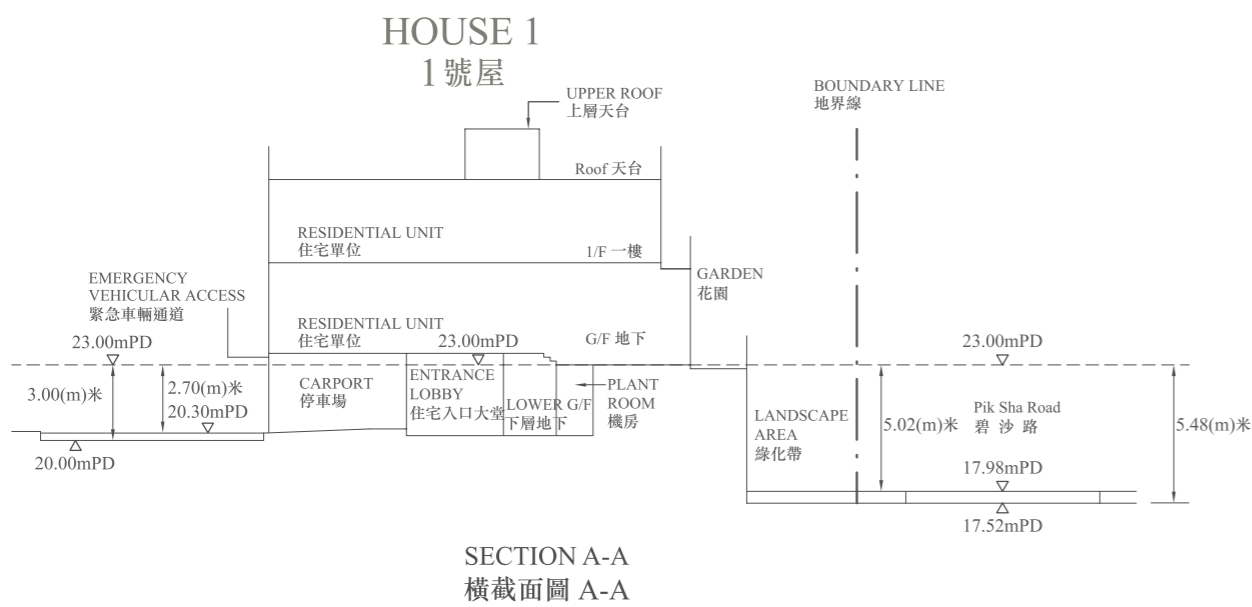 HOUSE 1
1 號屋
UPPER ROOF
上層天台
BOUNDARY LINE
地界線
Roof 天台
RESIDENTIAL UNIT
住宅單位
1/F 一樓
EMERGENCY
VEHICULAR ACCESS
緊急車輛通道
GARDEN
花園
RESIDENTIAL UNIT
住宅單位
G/F 地下
23.00mPD
23.00mPD
23.00mPD
3.00(m)米
2.70(m)米
20.30mPD
20.00mPD
CARPORT
停車場
ENTRANCE
LOBBY
住宅入口大堂
LOWER G/F
下層地下
PLANT
ROOM
機房
LANDSCAPE
AREA
綠化帶
5.02(m)米
Pik Sha Road
碧 沙 路
5.48(m)米
17.98mPD
17.52mPD
SECTION A-A
橫截面圖 A-A